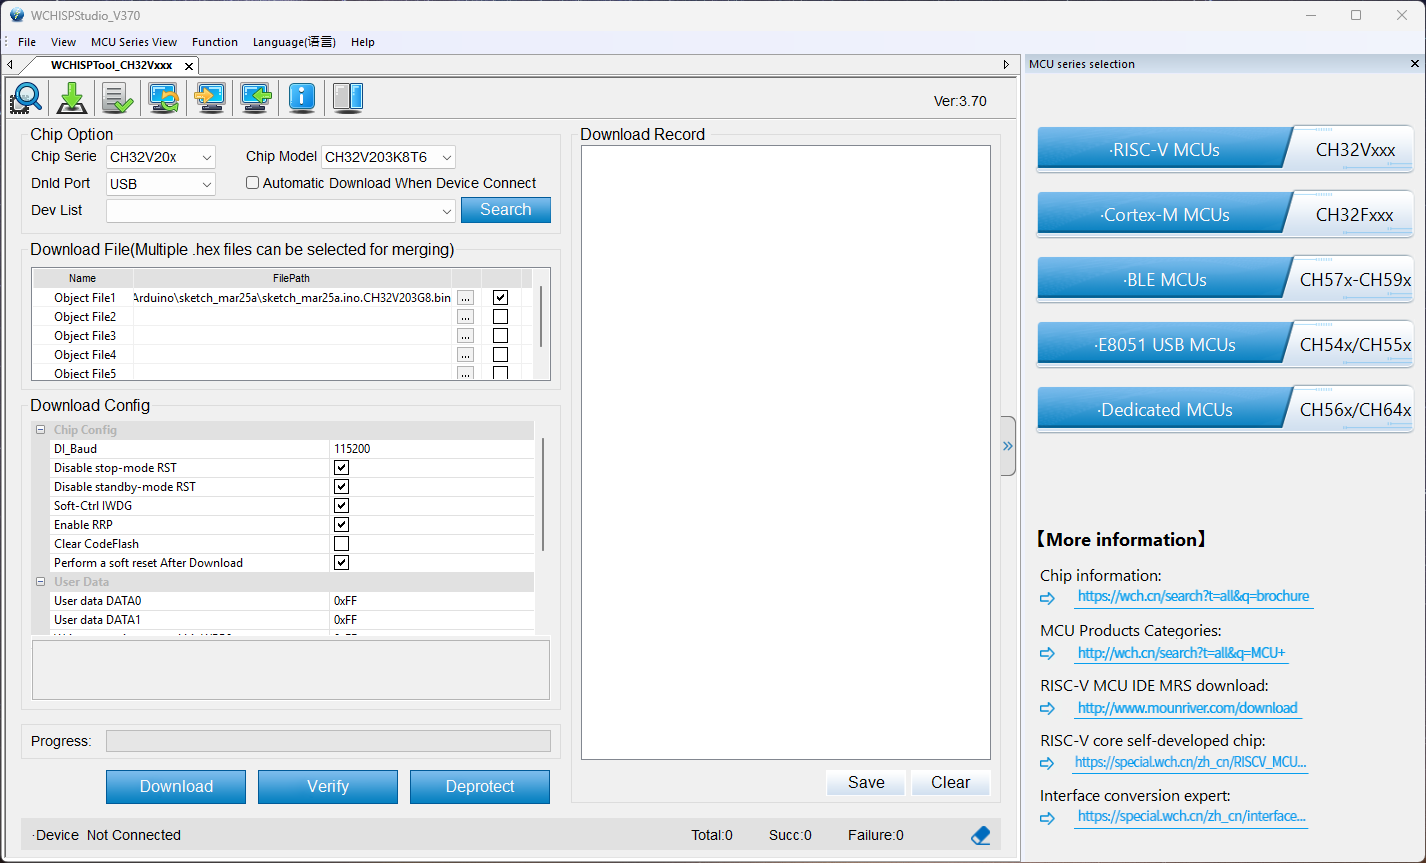 WCHISPStudio_V370
File View MCU Series View Function Language(语言) Help
WCHISPTool_CH32Vxxx
MCU series selection
Ver:3.70
Chip Option
Chip Serie CH32V20x Chip Model CH32V203K8T6
Dnld Port USB Automatic Download When Device Connect
Dev List Search
Download File(Multiple .hex files can be selected for merging)
Name FilePath
Object File1 Arduino\sketch_mar25a\sketch_mar25a.ino.CH32V203G8.bin ...
Object File2 ...
Object File3 ...
Object File4 ...
Object File5 ...
Download Config
Chip Config
DI_Baud 115200
Disable stop-mode RST
Disable standby-mode RST
Soft-Ctrl IWDG
Enable RRP
Clear CodeFlash
Perform a soft reset After Download
User Data
User data DATA0 0xFF
User data DATA1 0xFF
Progress:
Download Verify Deprotect
Download Record
Save Clear
·Device Not Connected Total:0 Succ:0 Failure:0
·RISC-V MCUs CH32Vxxx
·Cortex-M MCUs CH32Fxxx
·BLE MCUs CH57x-CH59x
·E8051 USB MCUs CH54x/CH55x
·Dedicated MCUs CH56x/CH64x
【More information】
Chip information:
https://wch.cn/search?t=all&q=brochure
MCU Products Categories:
http://wch.cn/search?t=all&q=MCU+
RISC-V MCU IDE MRS download:
http://www.mounriver.com/download
RISC-V core self-developed chip:
https://special.wch.cn/zh_cn/RISCV_MCU...
Interface conversion expert:
https://special.wch.cn/zh_cn/interface...